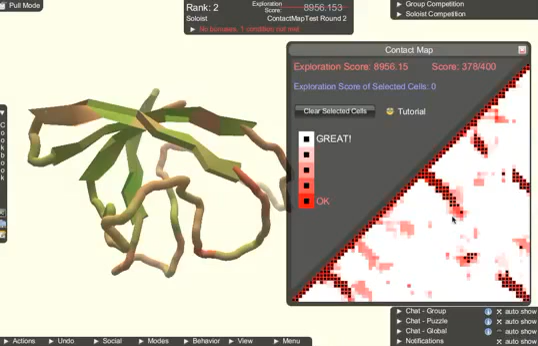 Pull Mode
Rank: 2
Exploration Score: 8956.153
Soloist
ContactMapTest Round 2
No bonuses, 1 condition not met
Group Competition
Soloist Competition
Contact Map
Exploration Score: 8956.15 Score: 378/400
Exploration Score of Selected Cells: 0
Clear Selected Cells
Tutorial
GREAT!
OK
Cookbook
Chat - Group auto show
Chat - Puzzle auto show
Chat - Global auto show
Notifications auto show
Actions Undo Social Modes Behavior View Menu